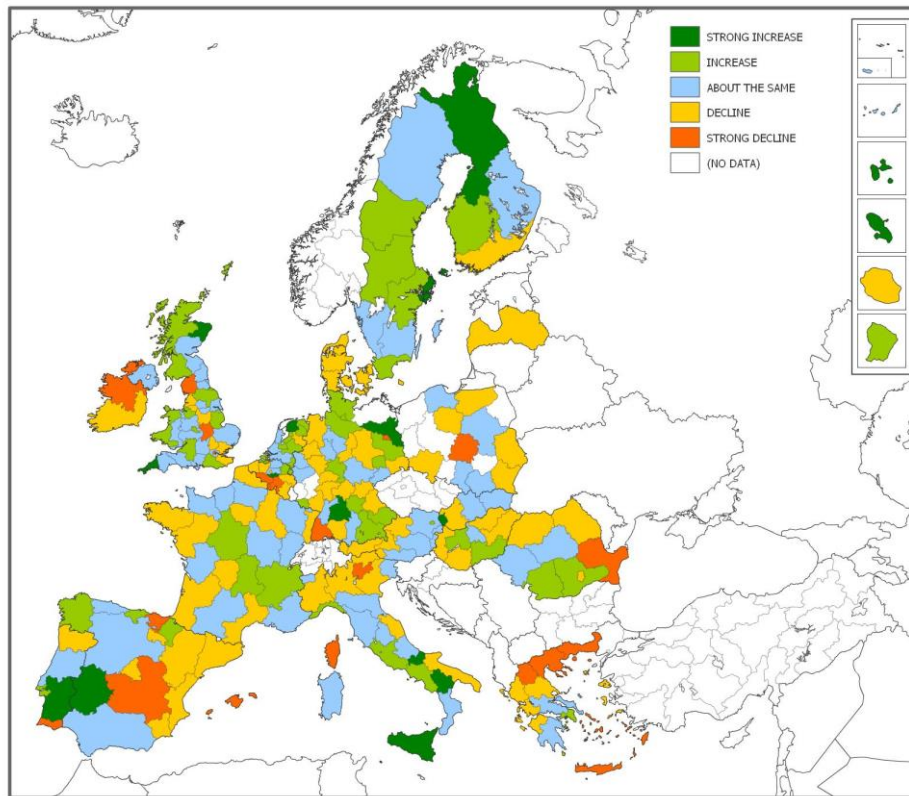 STRONG INCREASE
INCREASE
ABOUT THE SAME
DECLINE
STRONG DECLINE
(NO DATA)